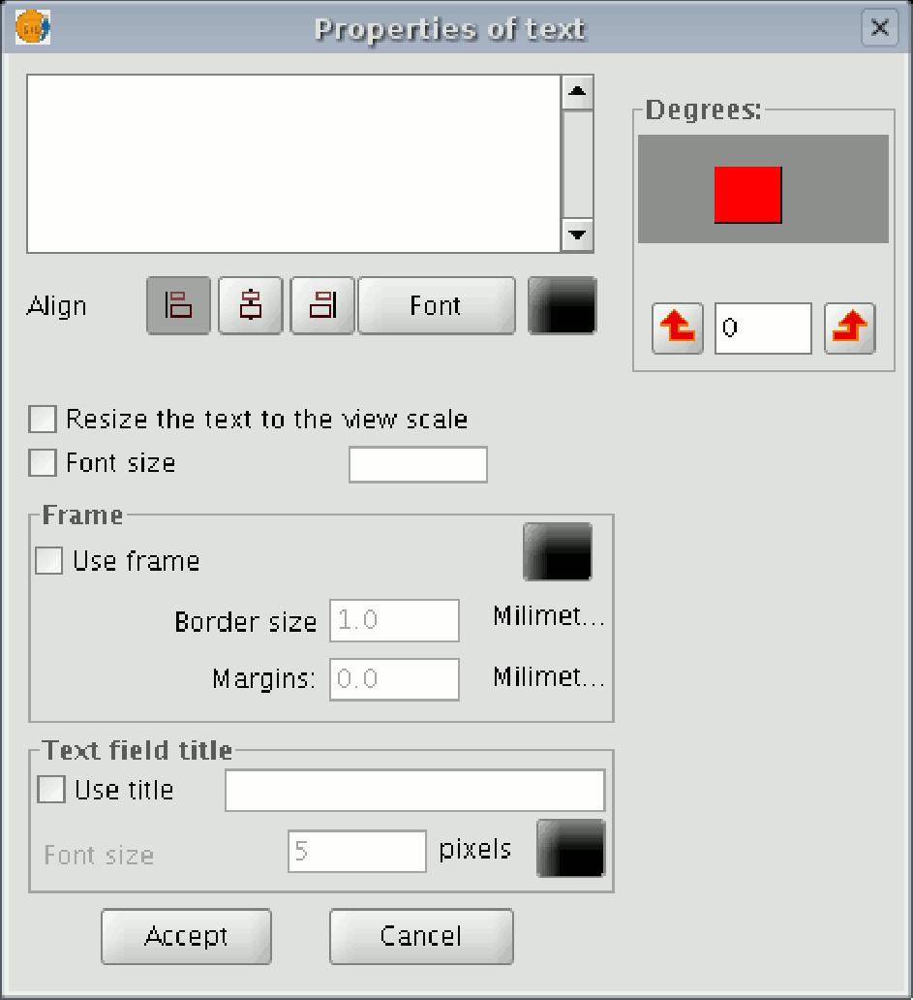 Properties of text
Degrees:
Align
Font
0
Resize the text to the view scale
Font size
Frame
Use frame
Border size 1.0 Milimet...
Margins: 0.0 Milimet...
Text field title
Use title
Font size 5 pixels
Accept Cancel